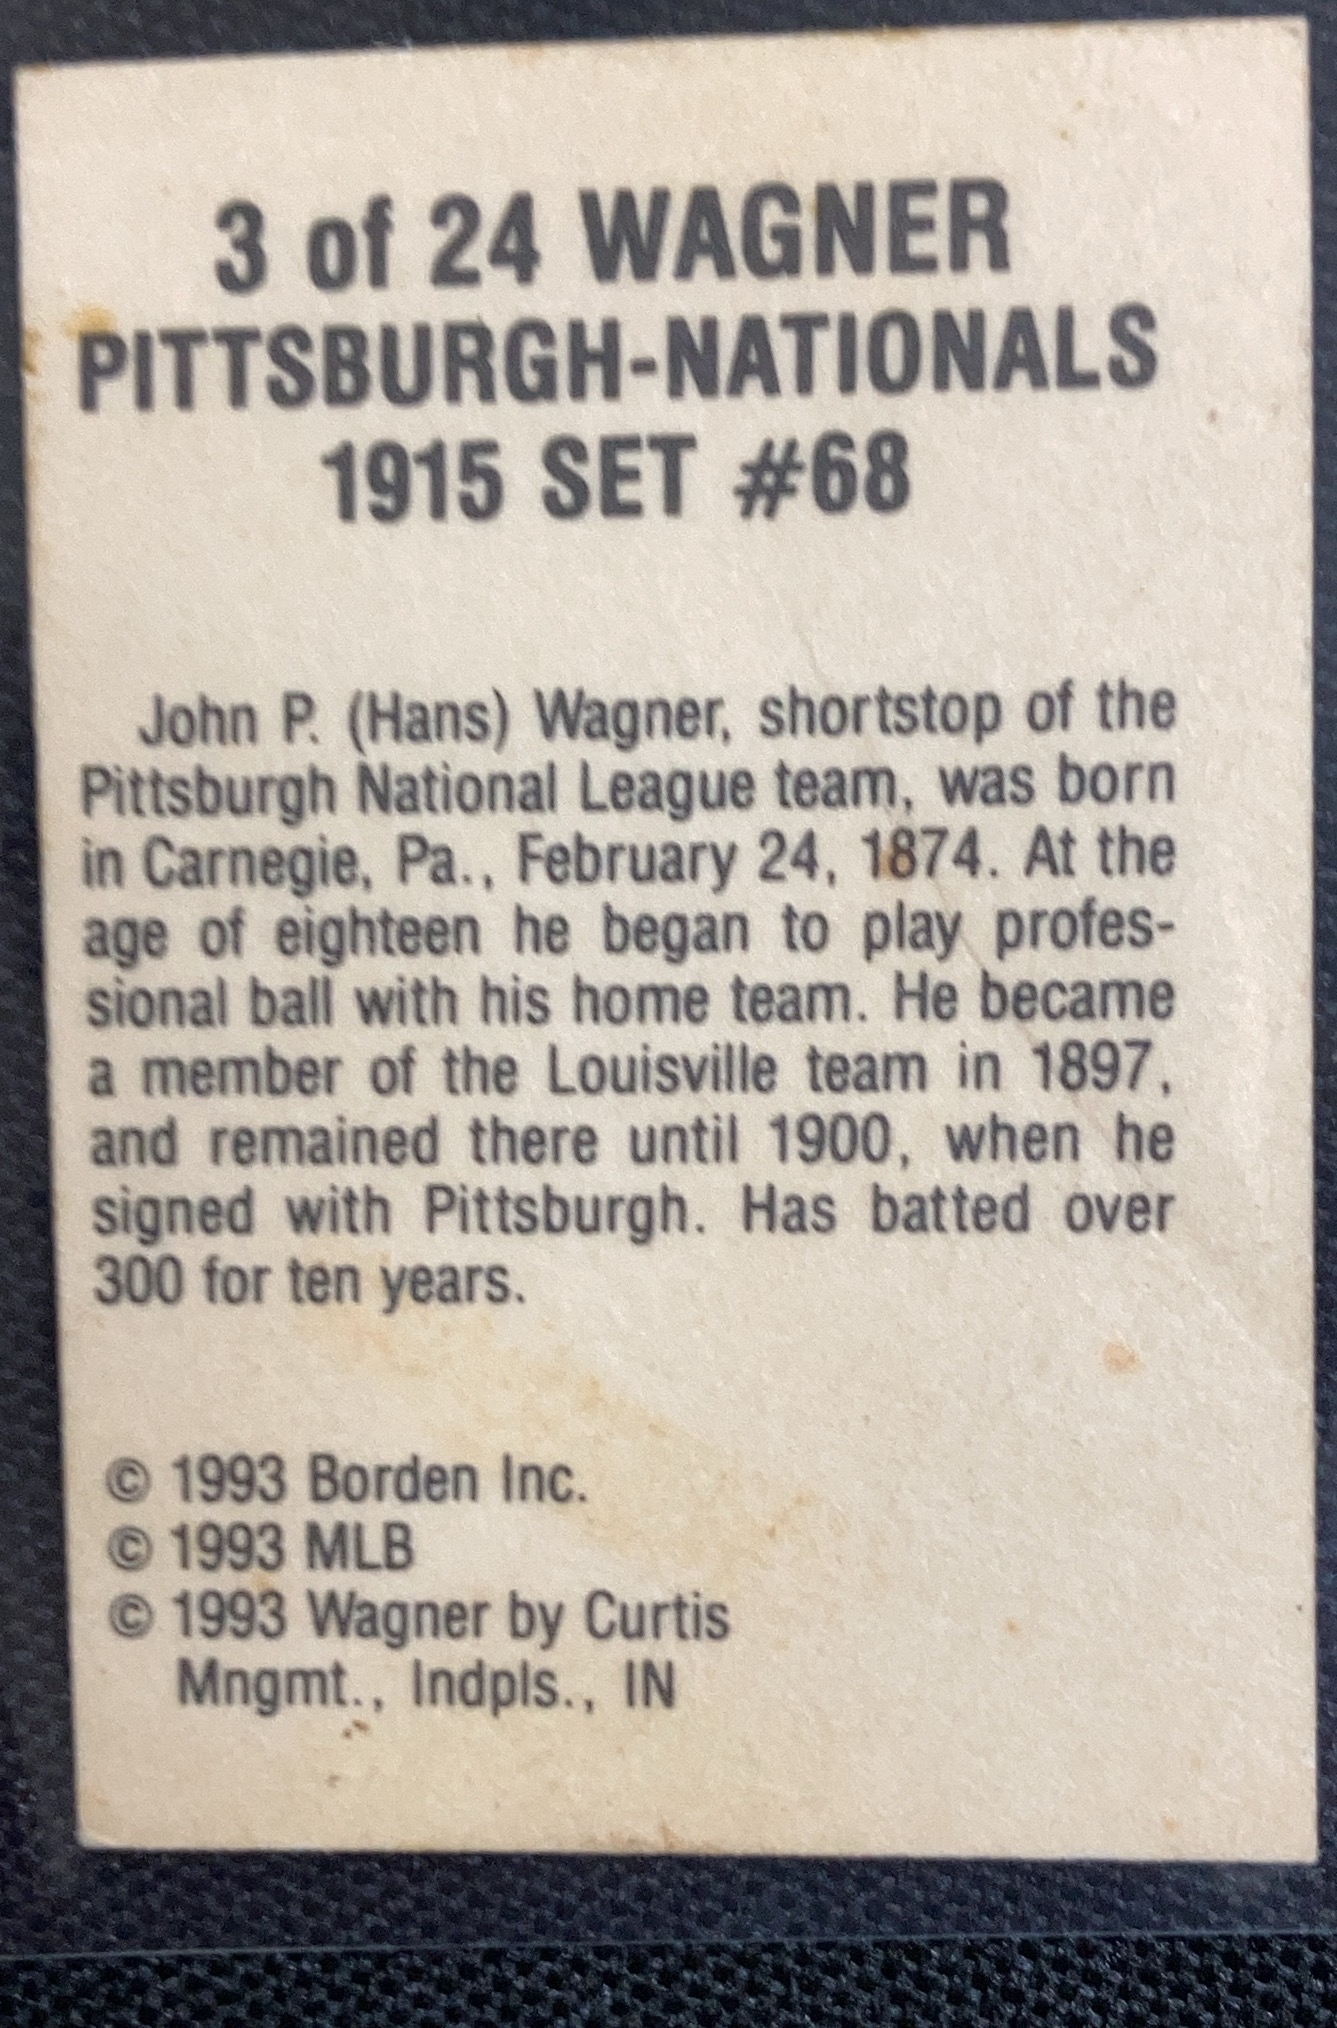 3 of 24 WAGNER
PITTSBURGH-NATIONALS
1915 SET #68
John P. (Hans) Wagner, shortstop of the
Pittsburgh National League team, was born
in Carnegie, Pa., February 24, 1874. At the
age of eighteen he began to play profes-
sional ball with his home team. He became
a member of the Louisville team in 1897,
and remained there until 1900, when he
signed with Pittsburgh. Has batted over
300 for ten years.
© 1993 Borden Inc.
© 1993 MLB
© 1993 Wagner by Curtis
Mngmt., Indpls., IN